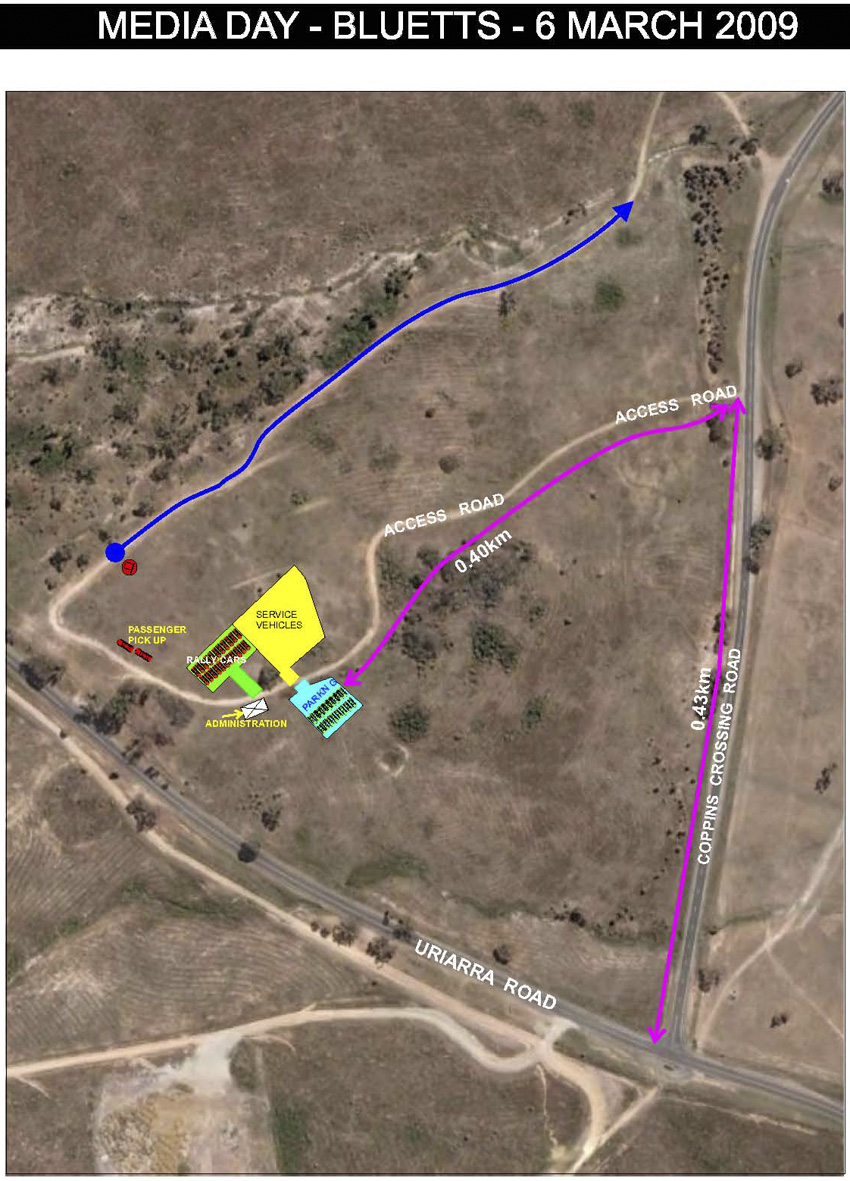 MEDIA DAY - BLUETTS - 6 MARCH 2009
ACCESS ROAD
ACCESS ROAD
0.40km
SERVICE
VEHICLES
PASSENGER
PICK UP
RALLY CARS
PARKN G
ADMINISTRATION
0.43km
COPPINS CROSSING ROAD
URIARRA ROAD